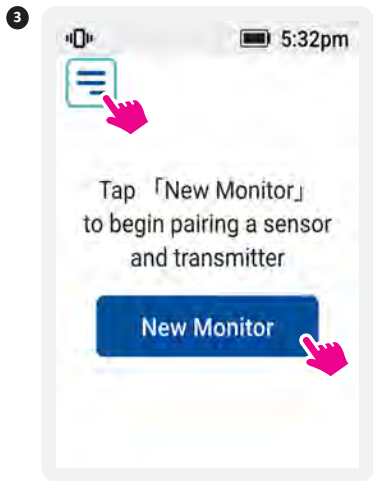 3
5:32pm
Tap 「New Monitor」
to begin pairing a sensor
and transmitter
New Monitor